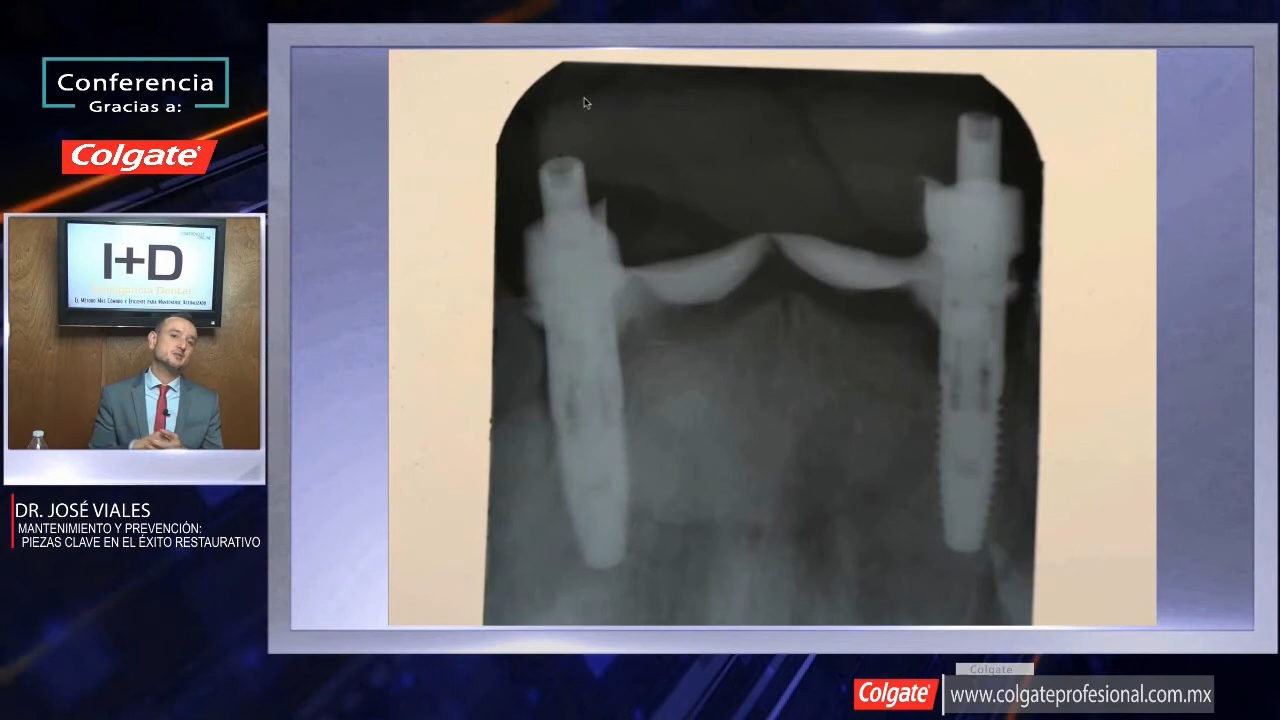 Conferencia
Gracias a:
Colgate®
I+D
DR. JOSÉ VIALES
MANTENIMIENTO Y PREVENCIÓN:
PIEZAS CLAVE EN EL ÉXITO RESTAURATIVO
Colgate
Colgate®
www.colgateprofesional.com.mx